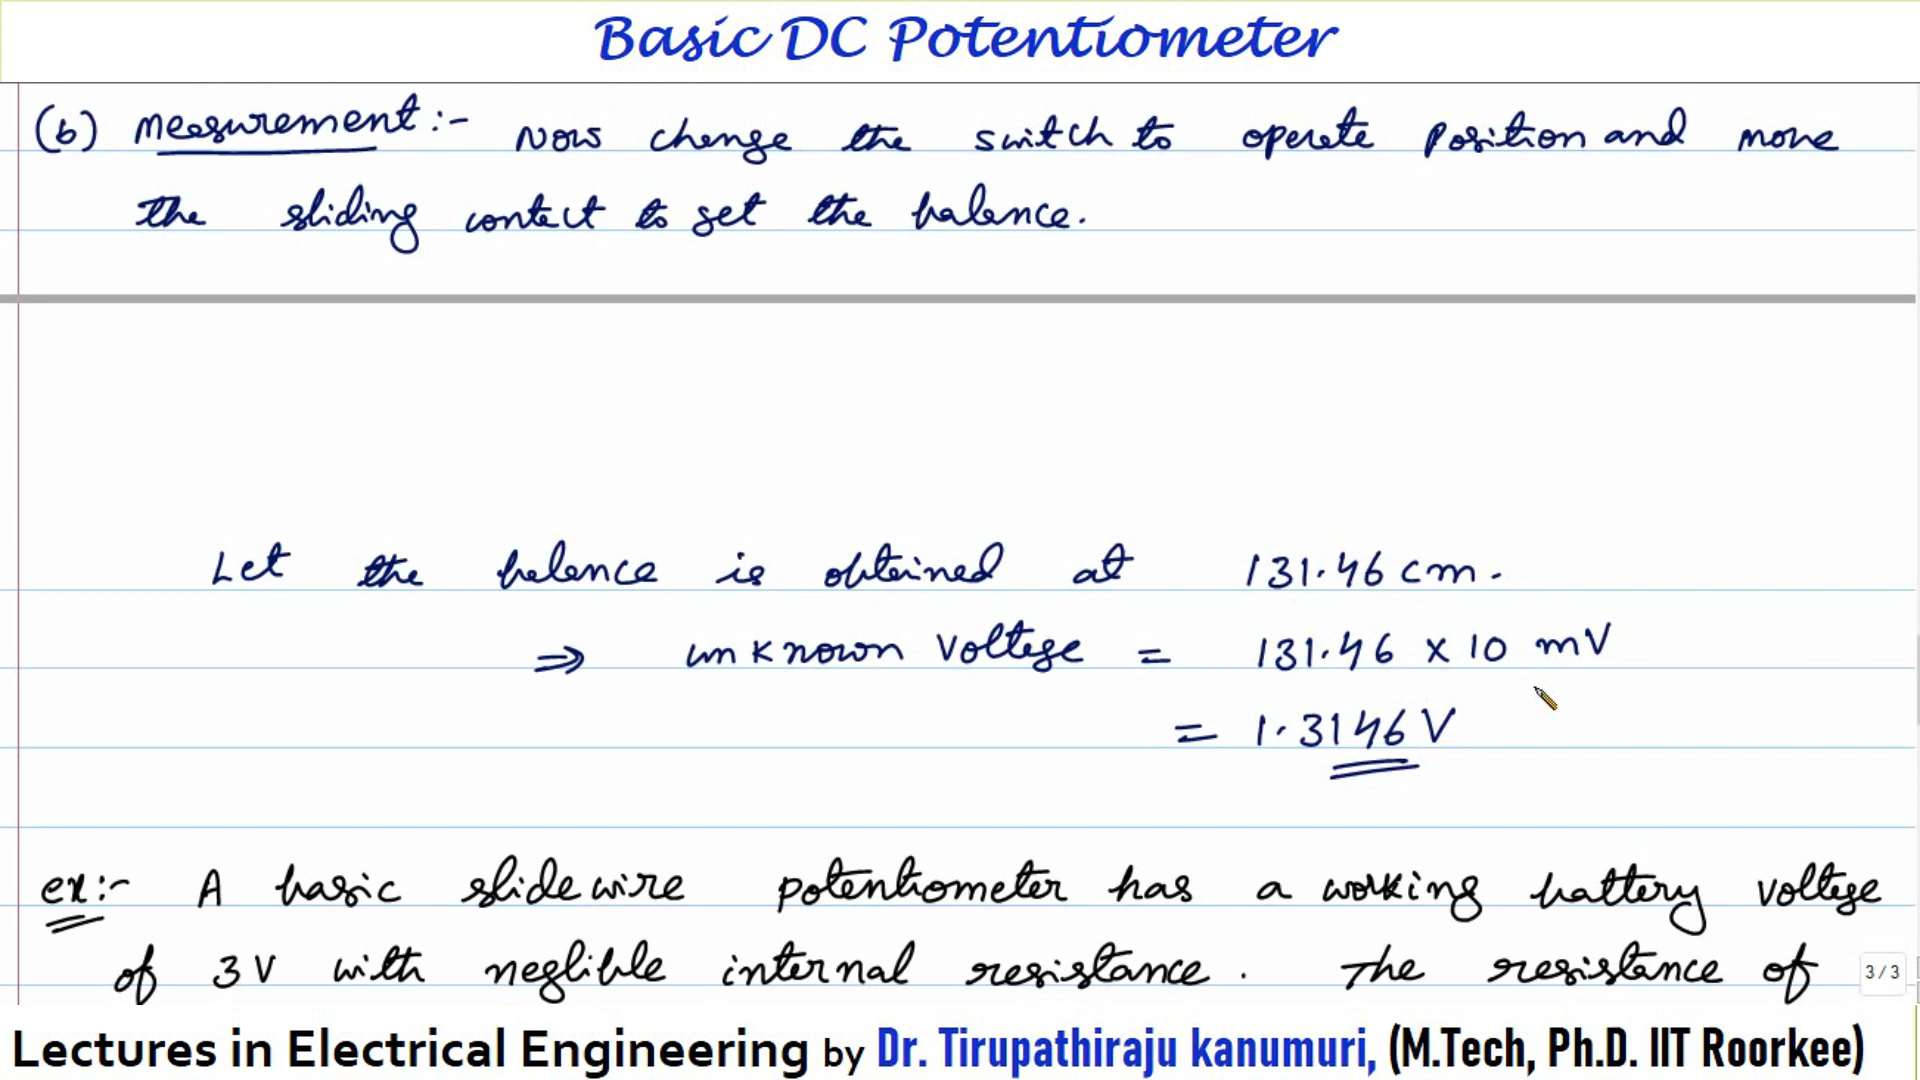 Basic DC Potentiometer
(b) Measurement:- Now change the switch to operate position and move
the sliding contact to get the balance.
Let the balance is obtained at 131.46 cm.
⇒ unknown voltage = 131.46 x 10 mV
= 1.3146 V
ex:- A basic slidewire potentiometer has a working battery voltage
of 3V with neglible internal resistance. The resistance of
3 / 3
Lectures in Electrical Engineering by Dr. Tirupathiraju kanumuri, (M.Tech, Ph.D. IIT Roorkee)